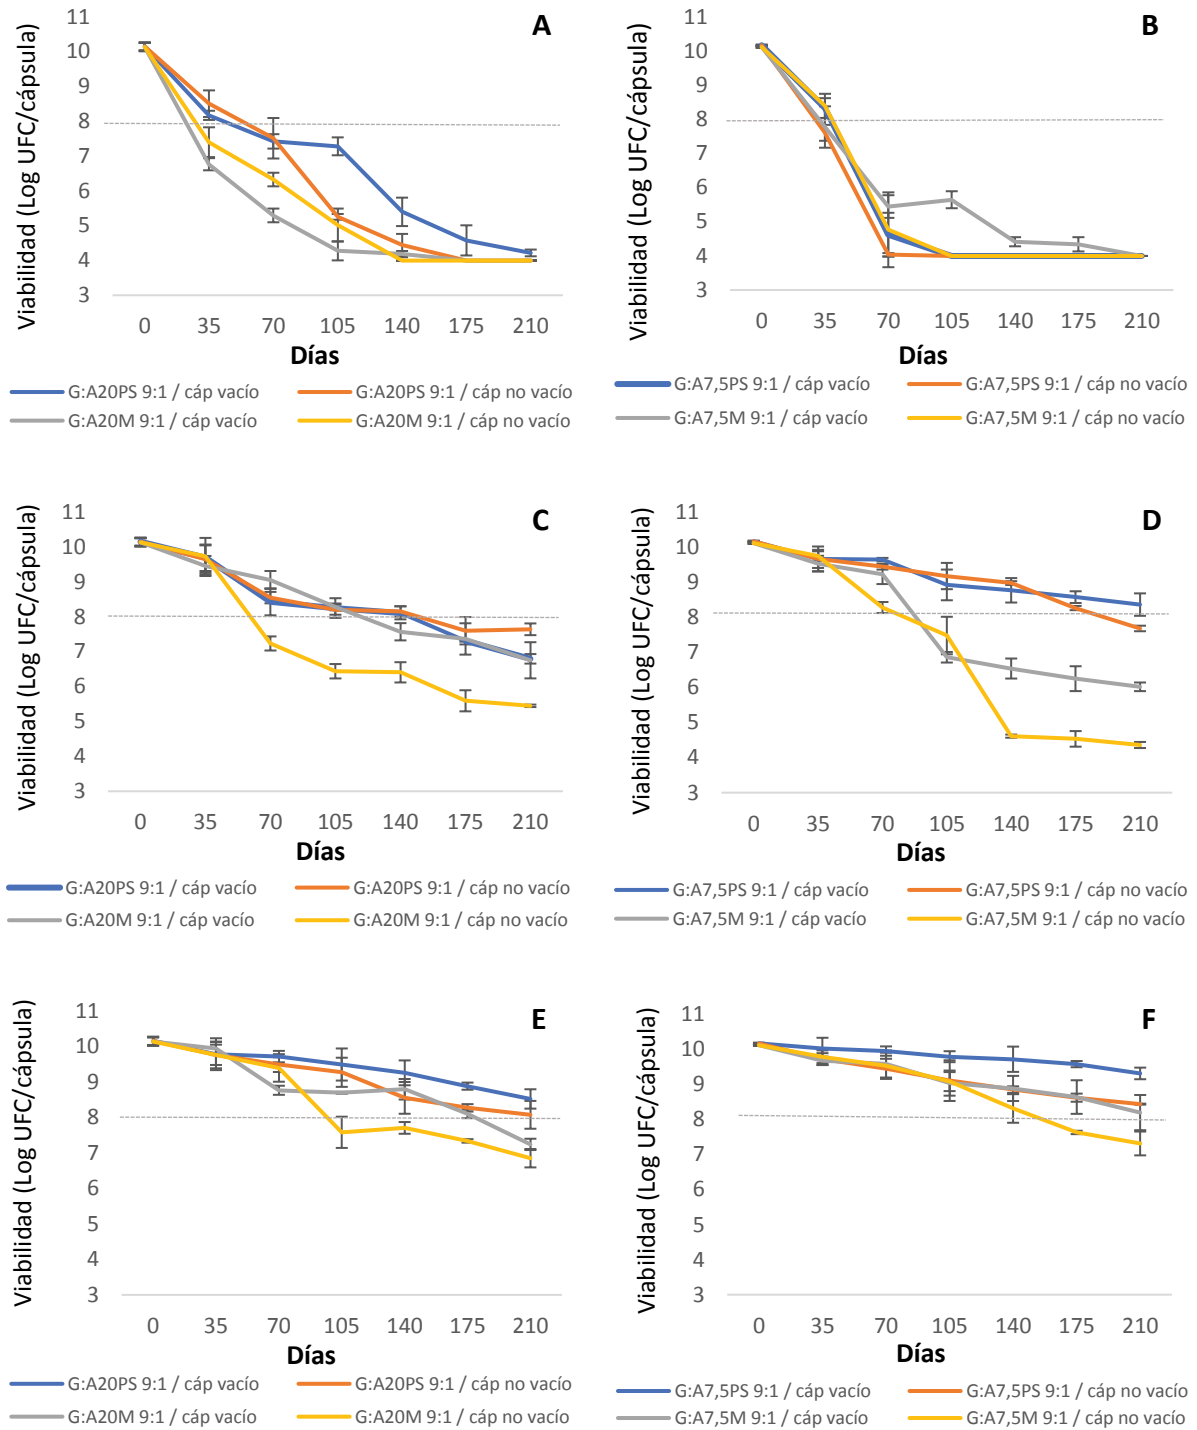 A
Viabilidad (Log UFC/cápsula)
11
10
9
8
7
6
5
4
3
0 35 70 105 140 175 210
Días
G:A20PS 9:1 / cáp vacío
G:A20PS 9:1 / cáp no vacío
G:A20M 9:1 / cáp vacío
G:A20M 9:1 / cáp no vacío
B
Viabilidad (Log UFC/cápsula)
11
10
9
8
7
6
5
4
3
0 35 70 105 140 175 210
Días
G:A7,5PS 9:1 / cáp vacío
G:A7,5PS 9:1 / cáp no vacío
G:A7,5M 9:1 / cáp vacío
G:A7,5M 9:1 / cáp no vacío
C
Viabilidad (Log UFC/cápsula)
11
10
9
8
7
6
5
4
3
0 35 70 105 140 175 210
Días
G:A20PS 9:1 / cáp vacío
G:A20PS 9:1 / cáp no vacío
G:A20M 9:1 / cáp vacío
G:A20M 9:1 / cáp no vacío
D
Viabilidad (Log UFC/cápsula)
11
10
9
8
7
6
5
4
3
0 35 70 105 140 175 210
Días
G:A7,5PS 9:1 / cáp vacío
G:A7,5PS 9:1 / cáp no vacío
G:A7,5M 9:1 / cáp vacío
G:A7,5M 9:1 / cáp no vacío
E
Viabilidad (Log UFC/cápsula)
11
10
9
8
7
6
5
4
3
0 35 70 105 140 175 210
Días
G:A20PS 9:1 / cáp vacío
G:A20PS 9:1 / cáp no vacío
G:A20M 9:1 / cáp vacío
G:A20M 9:1 / cáp no vacío
F
Viabilidad (Log UFC/cápsula)
11
10
9
8
7
6
5
4
3
0 35 70 105 140 175 210
Días
G:A7,5PS 9:1 / cáp vacío
G:A7,5PS 9:1 / cáp no vacío
G:A7,5M 9:1 / cáp vacío
G:A7,5M 9:1 / cáp no vacío